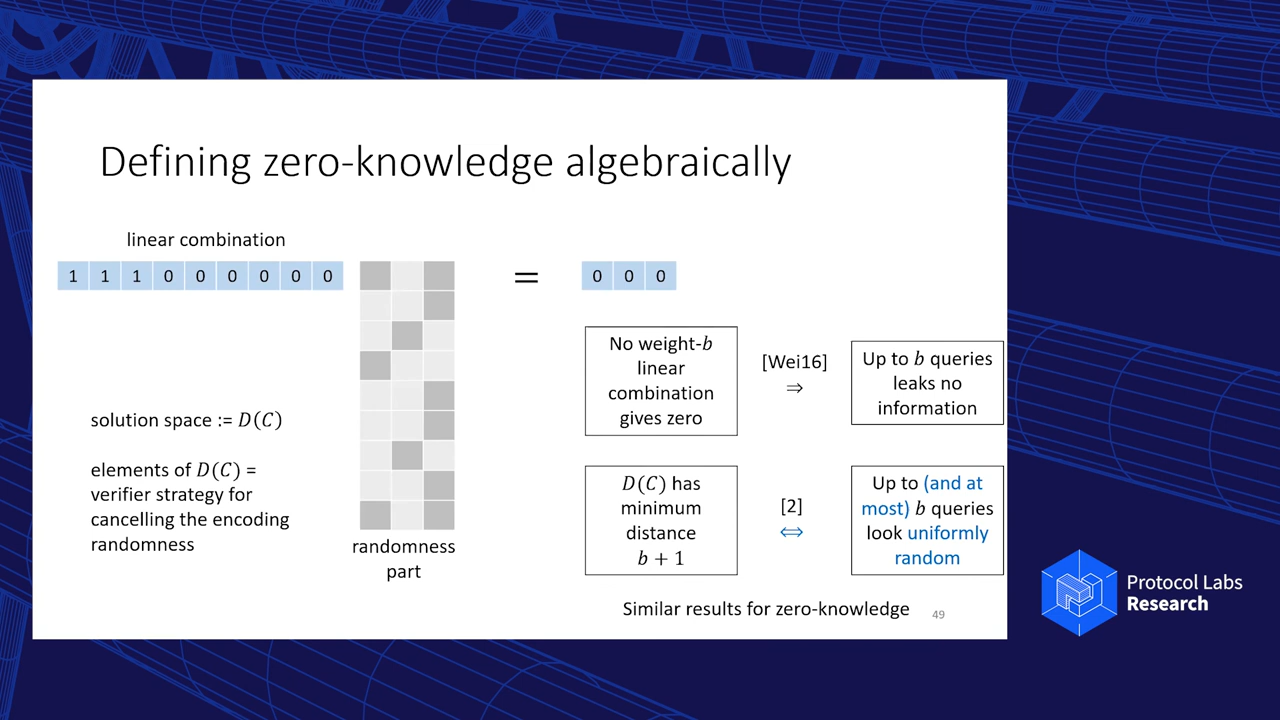 Defining zero-knowledge algebraically
linear combination
1 1 1 0 0 0 0 0 0
=
0 0 0
solution space := D(C)
elements of D(C) =
verifier strategy for
cancelling the encoding
randomness
randomness
part
No weight-b
linear
combination
gives zero
[Wei16]
⇒
Up to b queries
leaks no
information
D(C) has
minimum
distance
b + 1
[2]
⇔
Up to (and at
most) b queries
look uniformly
random
Similar results for zero-knowledge
49
Protocol Labs
Research